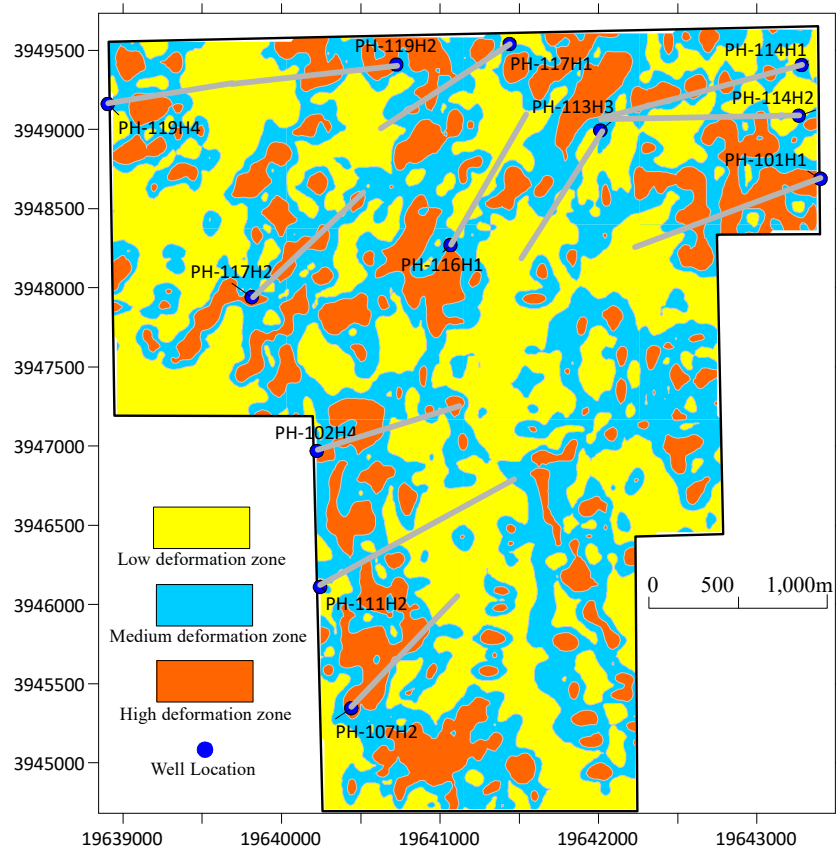 3949500
3949000
3948500
3948000
3947500
3947000
3946500
3946000
3945500
3945000
PH-119H2
PH-117H1
PH-114H1
PH-113H3
PH-114H2
PH-119H4
PH-101H1
PH-116H1
PH-117H2
PH-102H4
PH-111H2
PH-107H2
Low deformation zone
Medium deformation zone
High deformation zone
Well Location
0 500 1,000m
19639000 19640000 19641000 19642000 19643000